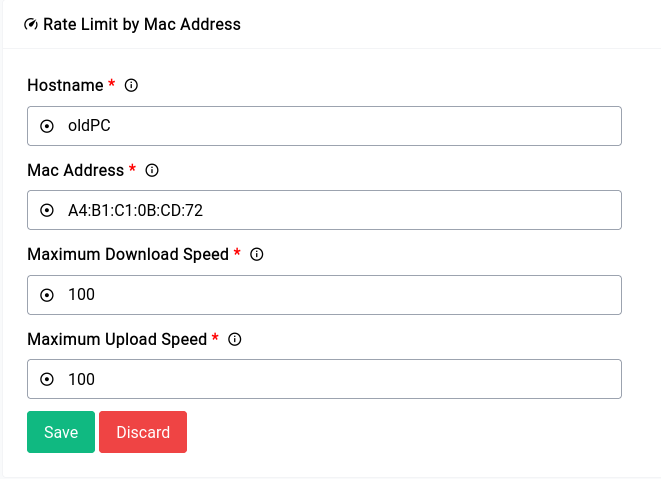 Rate Limit by Mac Address
Hostname *
oldPC
Mac Address *
A4:B1:C1:0B:CD:72
Maximum Download Speed *
100
Maximum Upload Speed *
100
Save Discard